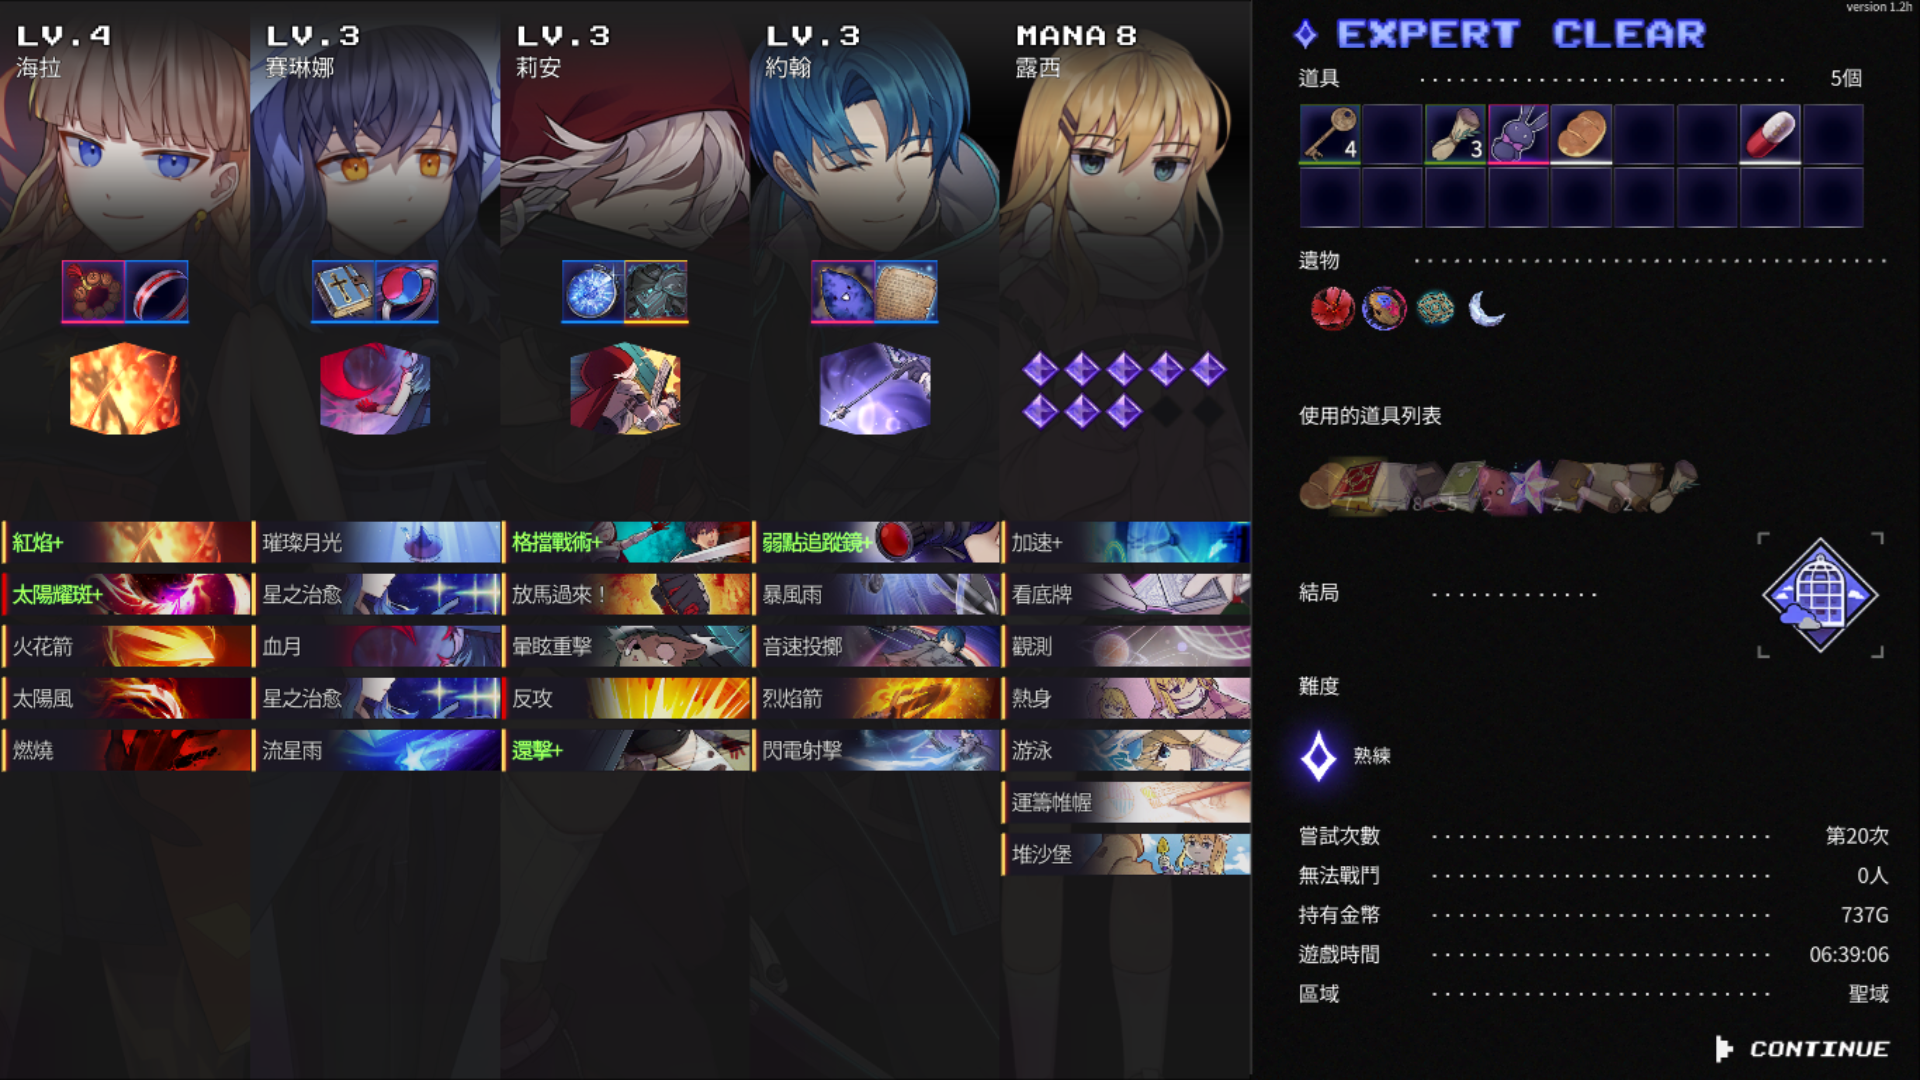 version 1.2h
LV.4
海拉
LV.3
賽琳娜
LV.3
莉安
LV.3
約翰
MANA 8
露西
紅焰+
太陽耀斑+
火花箭
太陽風
燃燒
璀璨月光
星之治愈
血月
星之治愈
流星雨
格擋戰術+
放馬過來！
暈眩重擊
反攻
還擊+
弱點追蹤鏡+
暴風雨
音速投擲
烈焰箭
閃電射擊
加速+
看底牌
觀測
熱身
游泳
運籌帷幄
堆沙堡
EXPERT CLEAR
道具 5個
4
3
遺物
使用的道具列表
結局
難度
熟練
嘗試次數 第20次
無法戰鬥 0人
持有金幣 737G
遊戲時間 06:39:06
區域 聖域
CONTINUE